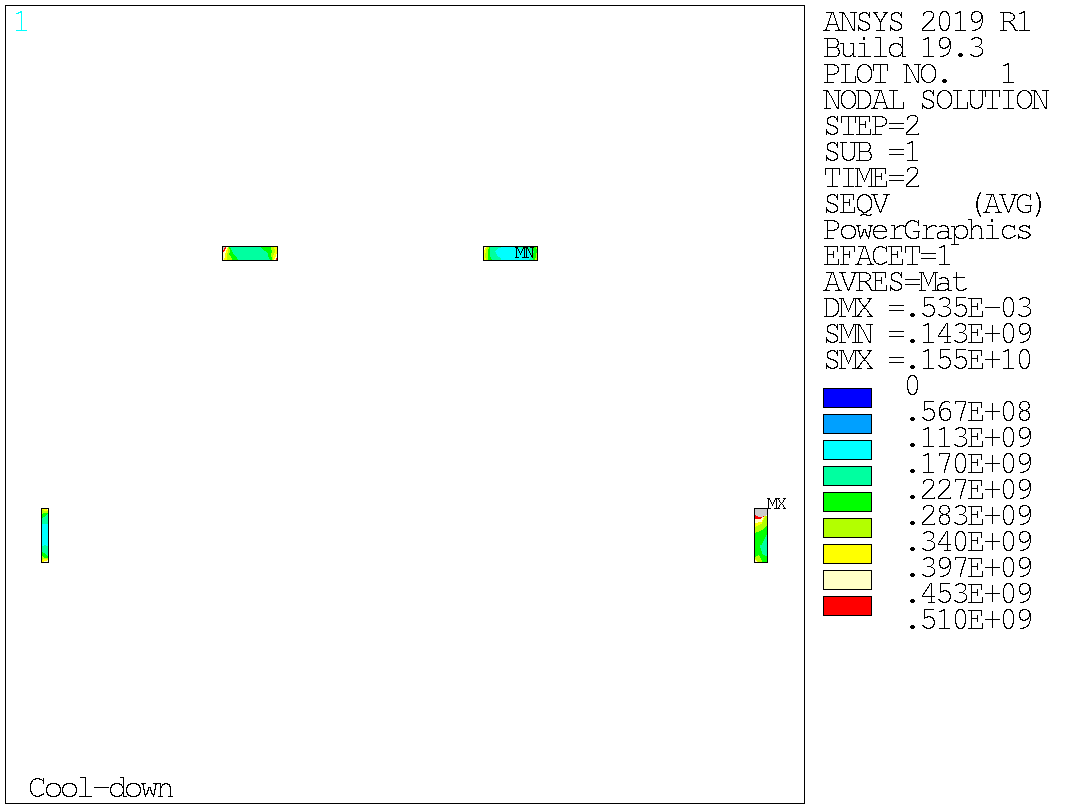 1
ANSYS 2019 R1
Build 19.3
PLOT NO.   1
NODAL SOLUTION
STEP=2
SUB =1
TIME=2
SEQV     (AVG)
PowerGraphics
EFACET=1
AVRES=Mat
DMX =.535E-03
SMN =.143E+09
SMX =.155E+10
0
.567E+08
.113E+09
.170E+09
.227E+09
.283E+09
.340E+09
.397E+09
.453E+09
.510E+09
MN
MX
Cool-down